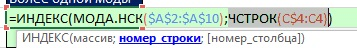 =ИНДЕКС(МОДА.НСК($A$2:$A$10);ЧСТРОК(C$4:C4))
ИНДЕКС(массив; номер_строки; [номер_столбца])